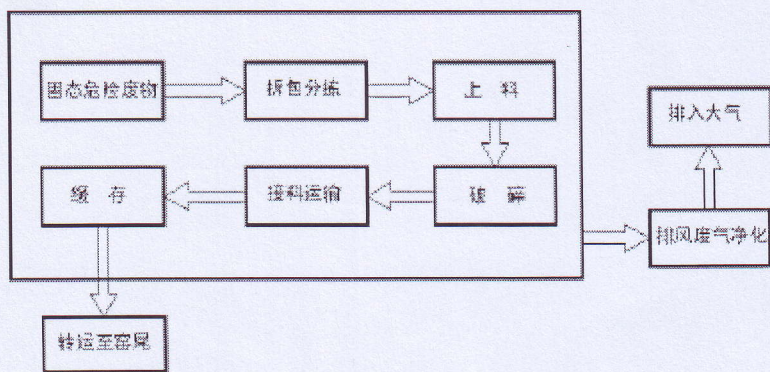 固态危险废物
拆包分拣
上 料
排入大气
缓 存
接料运输
破 碎
排风废气净化
转运至窑尾